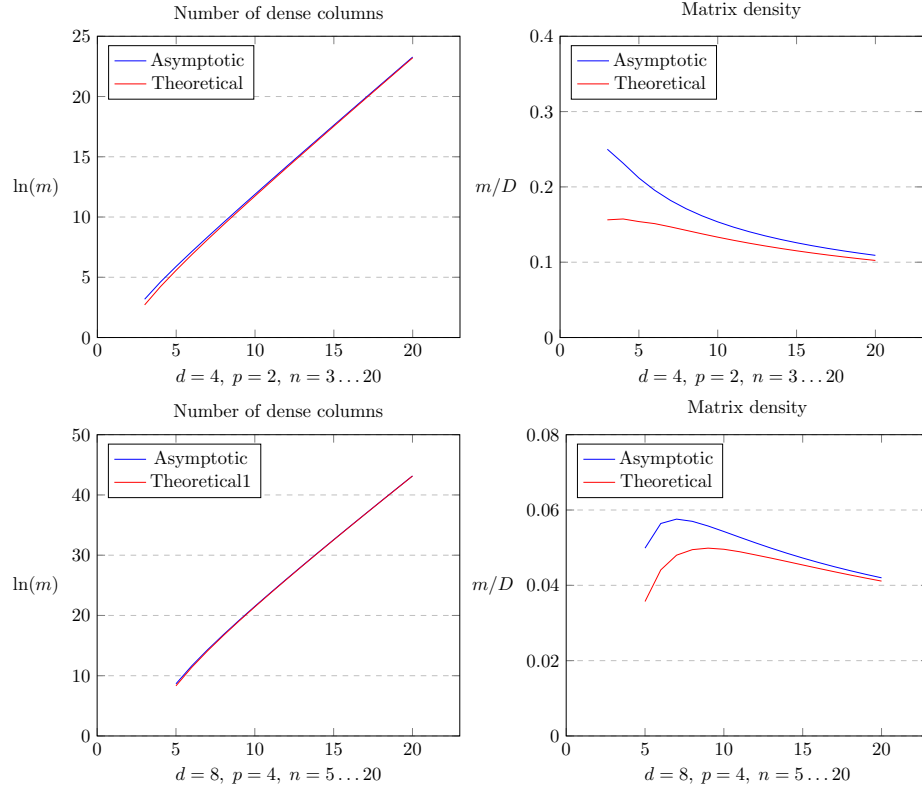 Number of dense columns
25
20
15
10
5
0
ln(m)
Asymptotic
Theoretical
0 5 10 15 20
d = 4, p = 2, n = 3 . . . 20
Matrix density
0.4
0.3
0.2
0.1
0
m/D
Asymptotic
Theoretical
0 5 10 15 20
d = 4, p = 2, n = 3 . . . 20
Number of dense columns
50
40
30
20
10
0
ln(m)
Asymptotic
Theoretical1
0 5 10 15 20
d = 8, p = 4, n = 5 . . . 20
Matrix density
0.08
0.06
0.04
0.02
0
m/D
Asymptotic
Theoretical
0 5 10 15 20
d = 8, p = 4, n = 5 . . . 20